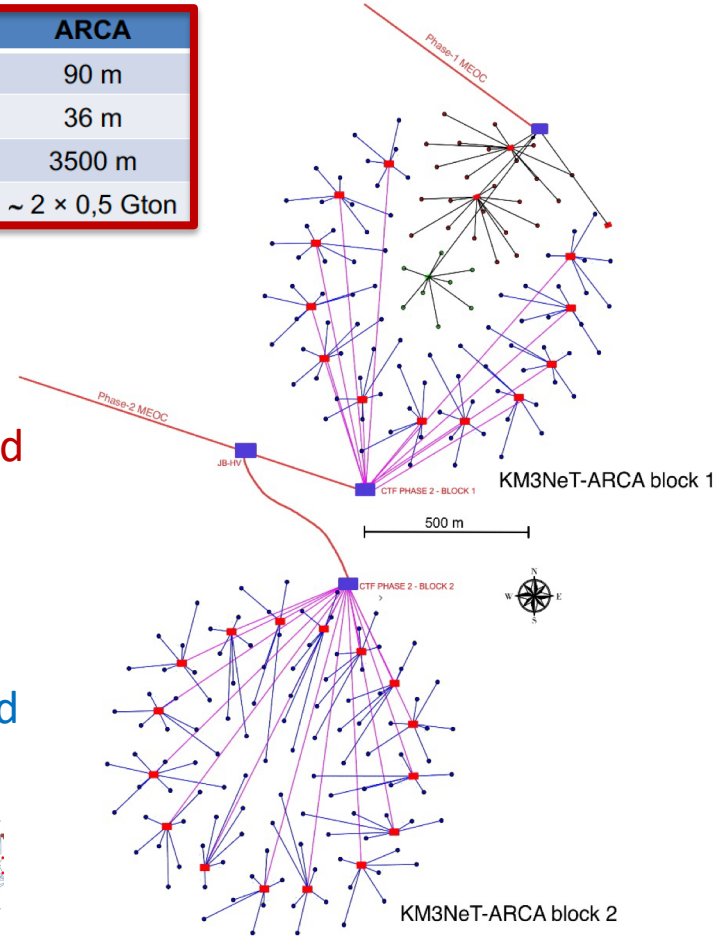 ARCA
90 m
36 m
3500 m
~ 2 × 0,5 Gton
Phase-1 MEOC
Phase-2 MEOC
d
JB-HV
CTF PHASE 2 - BLOCK 1
KM3NeT-ARCA block 1
500 m
CTF PHASE 2 - BLOCK 2
N
W E
S
d
KM3NeT-ARCA block 2